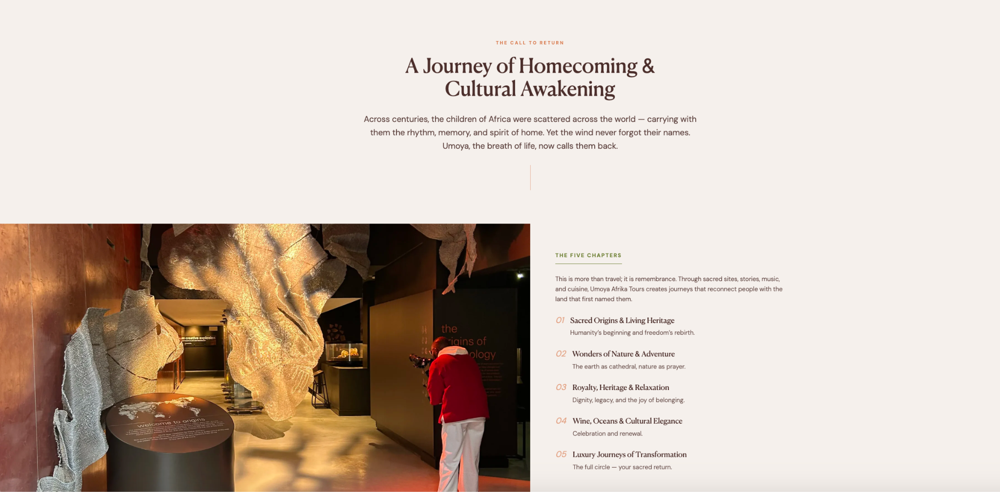 THE CALL TO RETURN
A Journey of Homecoming &
Cultural Awakening
Across centuries, the children of Africa were scattered across the world — carrying with
them the rhythm, memory, and spirit of home. Yet the wind never forgot their names.
Umoya, the breath of life, now calls them back.
creative explosion
the
origins of
welcome to origins
THE FIVE CHAPTERS
This is more than travel; it is remembrance. Through sacred sites, stories, music,
and cuisine, Umoya Afrika Tours creates journeys that reconnect people with the
land that first named them.
01 Sacred Origins & Living Heritage
Humanity’s beginning and freedom’s rebirth.
02 Wonders of Nature & Adventure
The earth as cathedral, nature as prayer.
03 Royalty, Heritage & Relaxation
Dignity, legacy, and the joy of belonging.
04 Wine, Oceans & Cultural Elegance
Celebration and renewal.
05 Luxury Journeys of Transformation
The full circle — your sacred return.